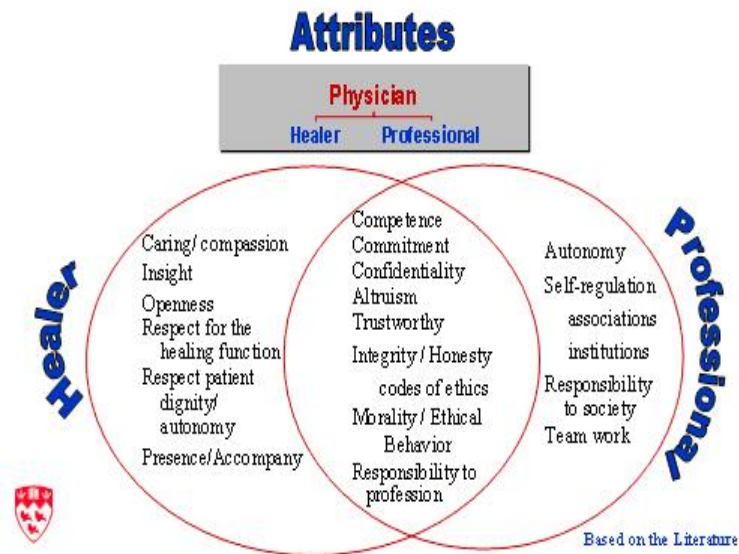 Attributes
Physician
Healer Professional
Healer
Caring/ compassion
Insight
Openness
Respect for the
healing function
Respect patient
dignity/
autonomy
Presence/Accompany
Competence
Commitment
Confidentiality
Altruism
Trustworthy
Integrity / Honesty
codes of ethics
Morality / Ethical
Behavior
Responsibility to
profession
Autonomy
Self-regulation
associations
institutions
Responsibility
to society
Team work
Professional
Based on the Literature